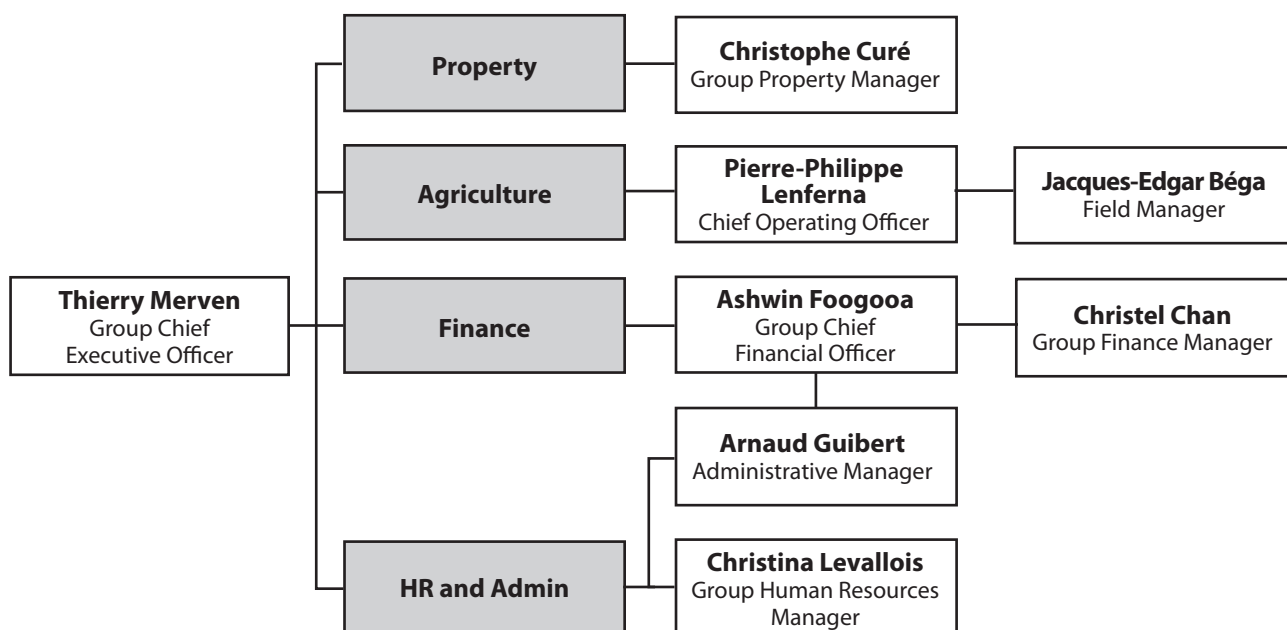 Property
Christophe Curé
Group Property Manager
Agriculture
Pierre-Philippe
Lenferna
Chief Operating Officer
Jacques-Edgar Béga
Field Manager
Thierry Merven
Group Chief
Executive Officer
Finance
Ashwin Foogooa
Group Chief
Financial Officer
Christel Chan
Group Finance Manager
Arnaud Guibert
Administrative Manager
HR and Admin
Christina Levallois
Group Human Resources
Manager